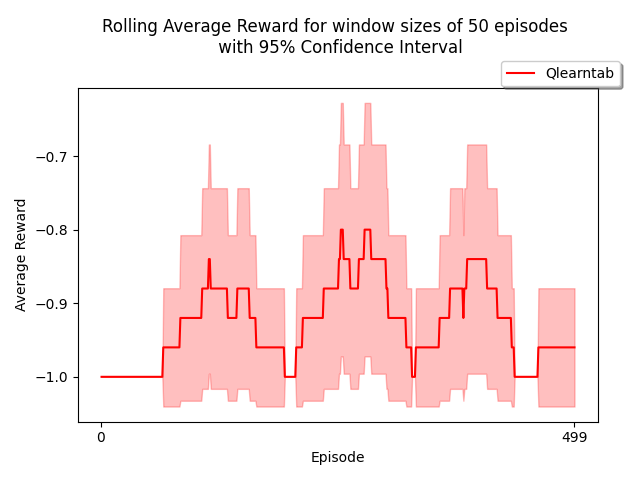 Rolling Average Reward for window sizes of 50 episodes
with 95% Confidence Interval
Qlearntab
−0.7
−0.8
−0.9
−1.0
Average Reward
0
499
Episode